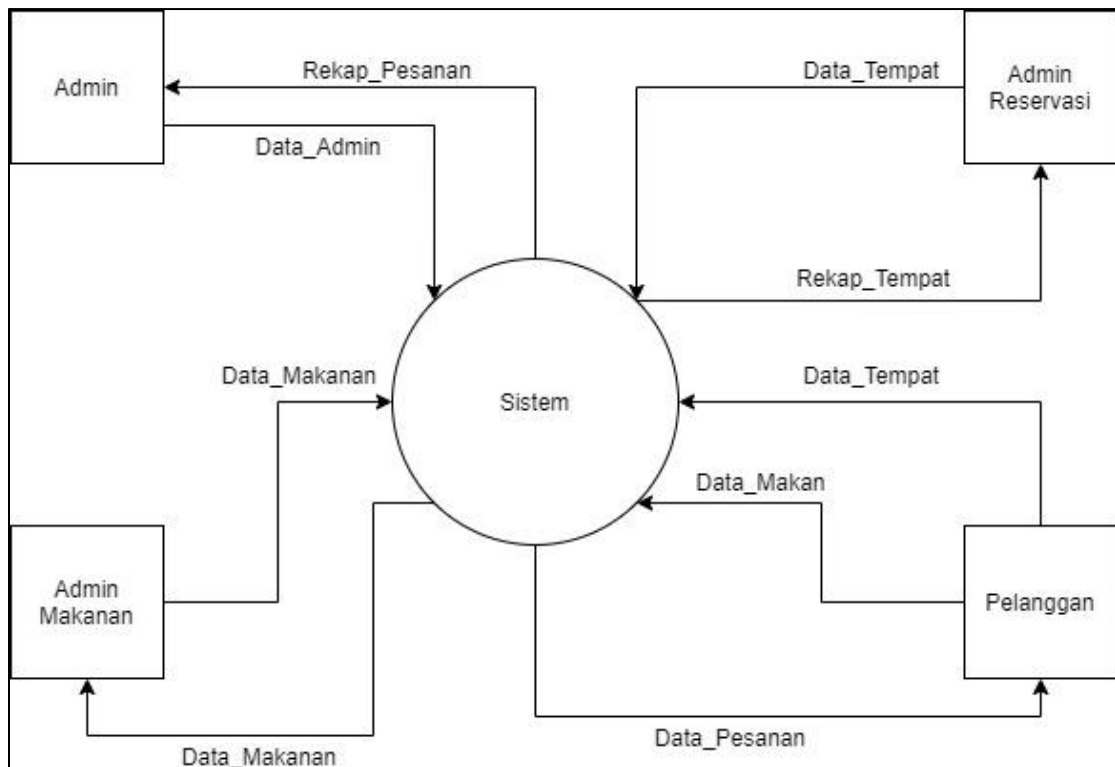 Admin
Rekap_Pesanan
Data_Admin
Data_Tempat
Admin
Reservasi
Rekap_Tempat
Data_Makanan
Sistem
Data_Tempat
Data_Makan
Admin
Makanan
Pelanggan
Data_Makanan
Data_Pesanan